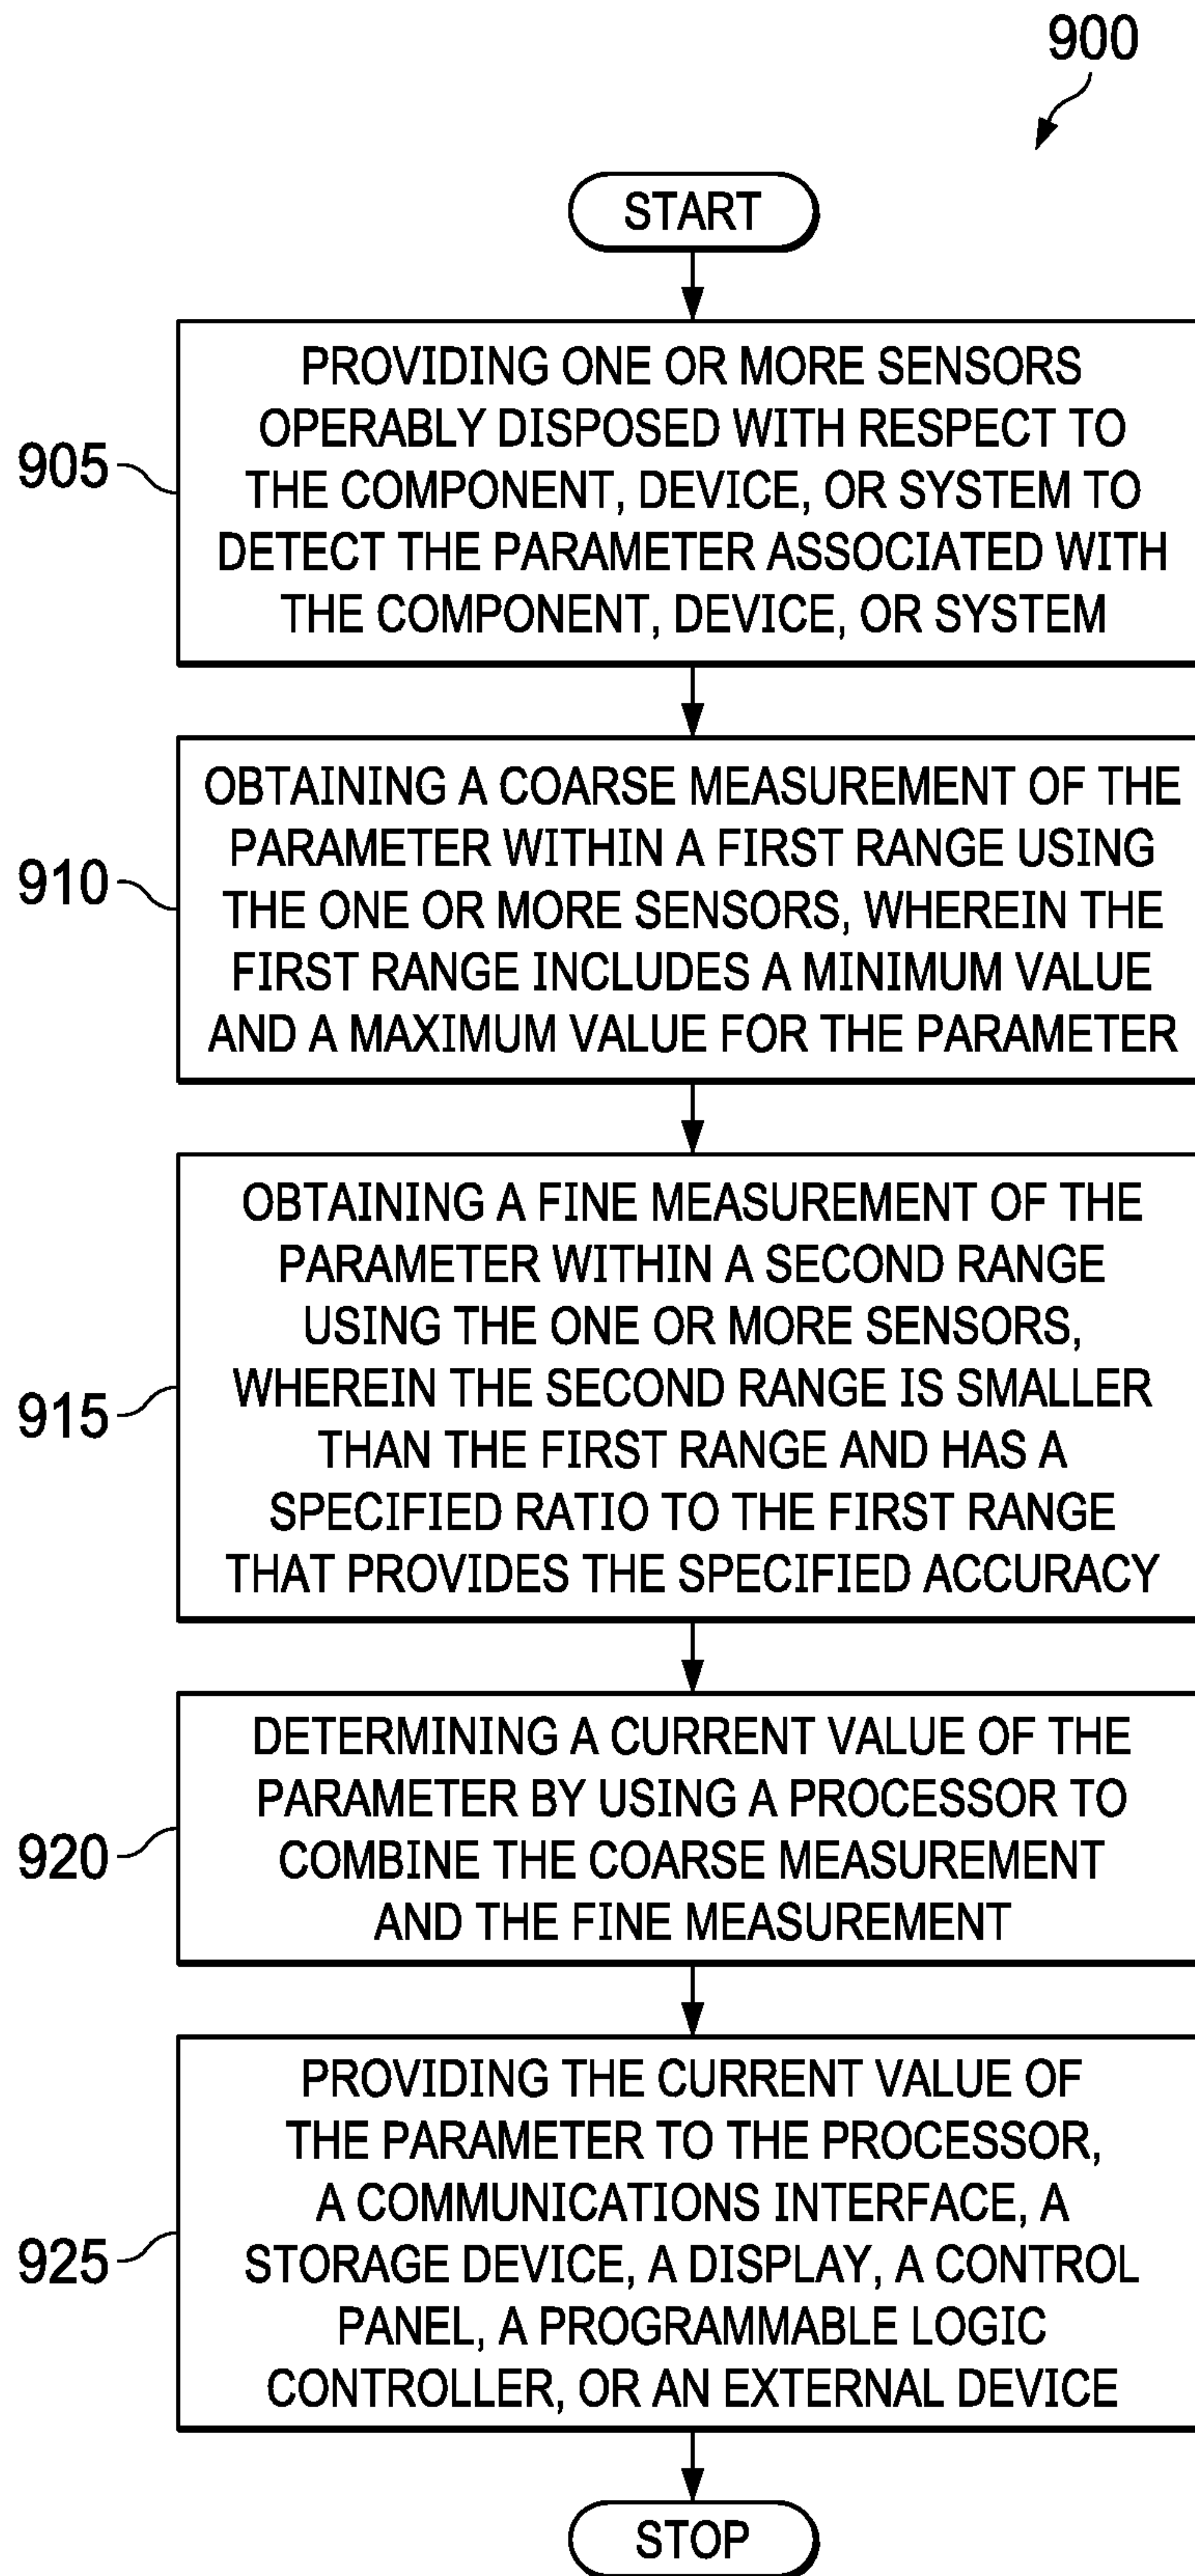 900
START
905
PROVIDING ONE OR MORE SENSORS
OPERABLY DISPOSED WITH RESPECT TO
THE COMPONENT, DEVICE, OR SYSTEM TO
DETECT THE PARAMETER ASSOCIATED WITH
THE COMPONENT, DEVICE, OR SYSTEM
910
OBTAINING A COARSE MEASUREMENT OF THE
PARAMETER WITHIN A FIRST RANGE USING
THE ONE OR MORE SENSORS, WHEREIN THE
FIRST RANGE INCLUDES A MINIMUM VALUE
AND A MAXIMUM VALUE FOR THE PARAMETER
915
OBTAINING A FINE MEASUREMENT OF THE
PARAMETER WITHIN A SECOND RANGE
USING THE ONE OR MORE SENSORS,
WHEREIN THE SECOND RANGE IS SMALLER
THAN THE FIRST RANGE AND HAS A
SPECIFIED RATIO TO THE FIRST RANGE
THAT PROVIDES THE SPECIFIED ACCURACY
920
DETERMINING A CURRENT VALUE OF THE
PARAMETER BY USING A PROCESSOR TO
COMBINE THE COARSE MEASUREMENT
AND THE FINE MEASUREMENT
925
PROVIDING THE CURRENT VALUE OF
THE PARAMETER TO THE PROCESSOR,
A COMMUNICATIONS INTERFACE, A
STORAGE DEVICE, A DISPLAY, A CONTROL
PANEL, A PROGRAMMABLE LOGIC
CONTROLLER, OR AN EXTERNAL DEVICE
STOP